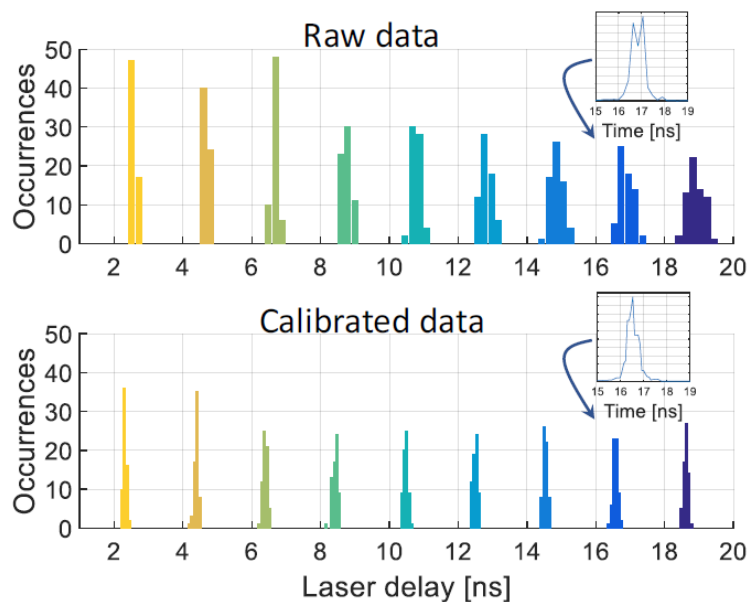 Raw data
50
40
30
20
10
0
Occurrences
2 4 6 8 10 12 14 16 18 20
15 16 17 18 19
Time [ns]
Calibrated data
50
40
30
20
10
0
Occurrences
2 4 6 8 10 12 14 16 18 20
15 16 17 18 19
Time [ns]
Laser delay [ns]